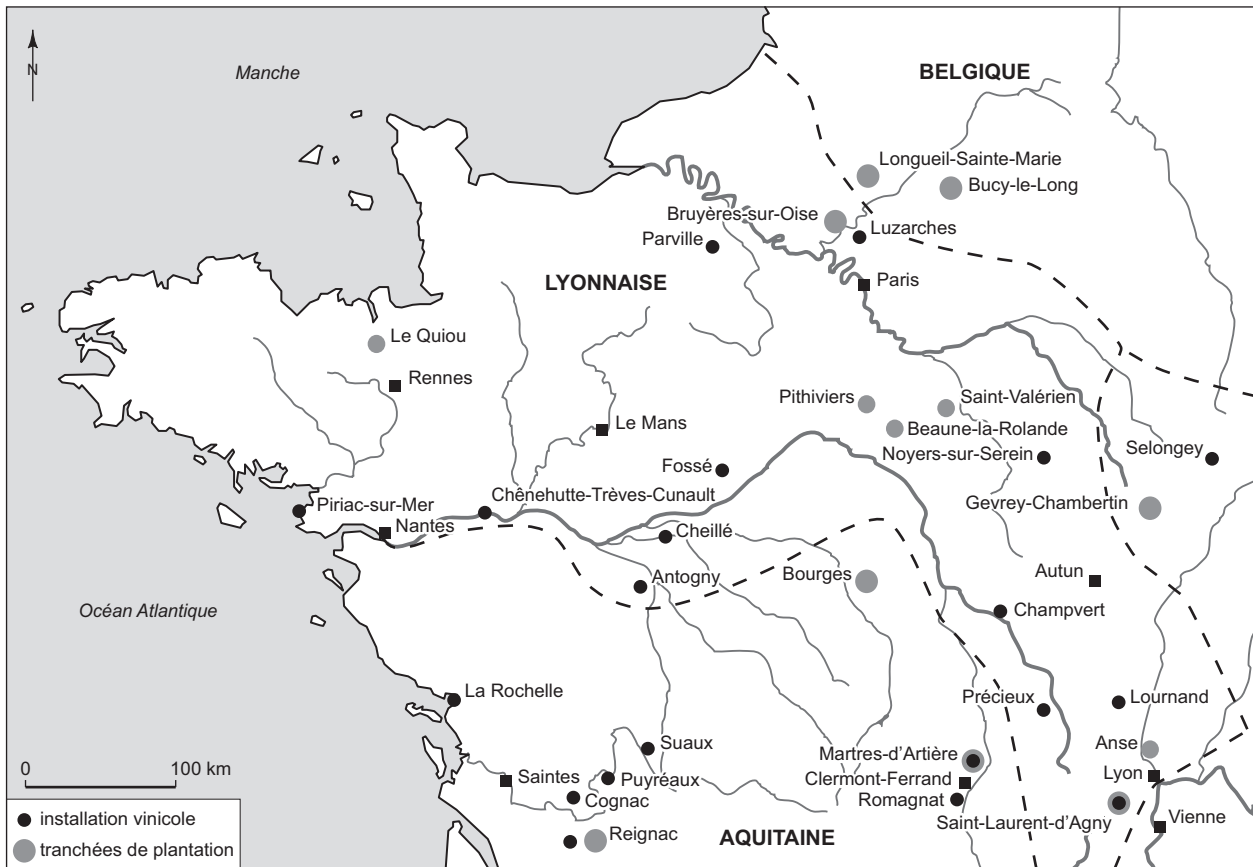 N
Manche
BELGIQUE
Longueil-Sainte-Marie
Bucy-le-Long
Bruyères-sur-Oise
Luzarches
Parville
LYONNAISE
Paris
Le Quiou
Rennes
Pithiviers
Saint-Valérien
Le Mans
Beaune-la-Rolande
Noyers-sur-Serein
Selongey
Fossé
Chênehutte-Trèves-Cunault
Piriac-sur-Mer
Gevrey-Chambertin
Nantes
Cheillé
Antogny
Bourges
Autun
Océan Atlantique
Champvert
La Rochelle
Précieux
Lournand
Suaux
Martres-d'Artière
Anse
0
100 km
Saintes
Puyréaux
Clermont-Ferrand
Lyon
Cognac
Romagnat
installation vinicole
Saint-Laurent-d'Agny
Vienne
Reignac
AQUITAINE
tranchées de plantation